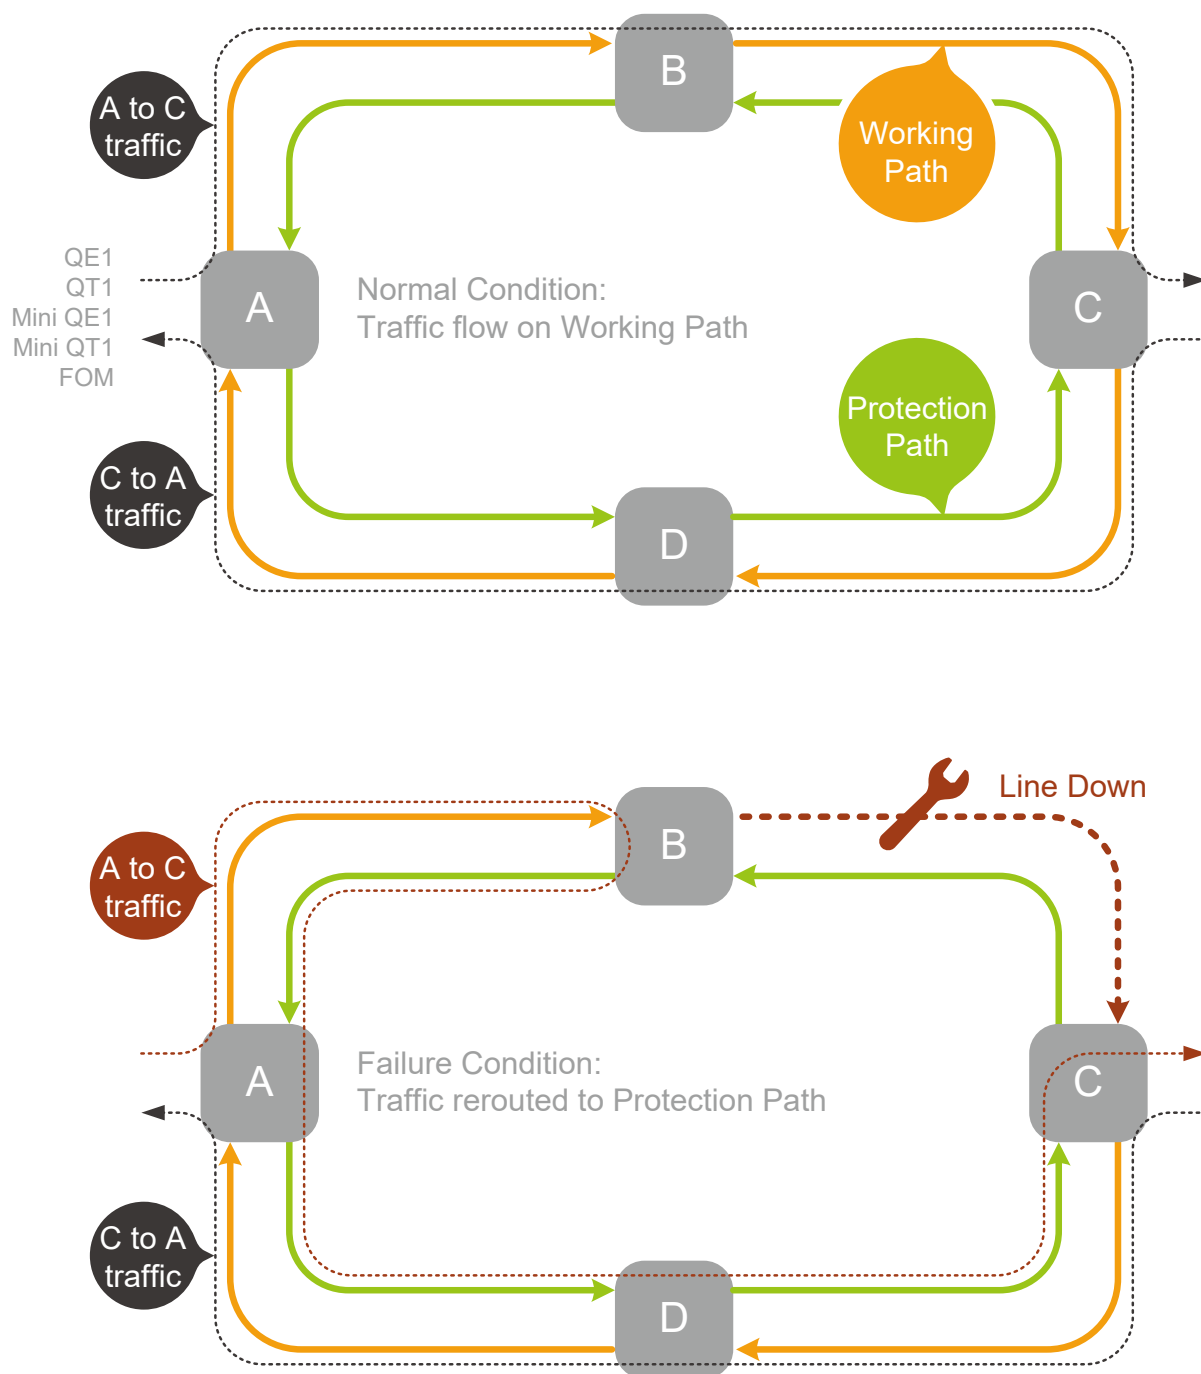 B
A to C
traffic
Working
Path
QE1
QT1
Mini QE1
Mini QT1
FOM
A
Normal Condition:
Traffic flow on Working Path
C
Protection
Path
C to A
traffic
D
Line Down
B
A to C
traffic
A
Failure Condition:
Traffic rerouted to Protection Path
C
C to A
traffic
D